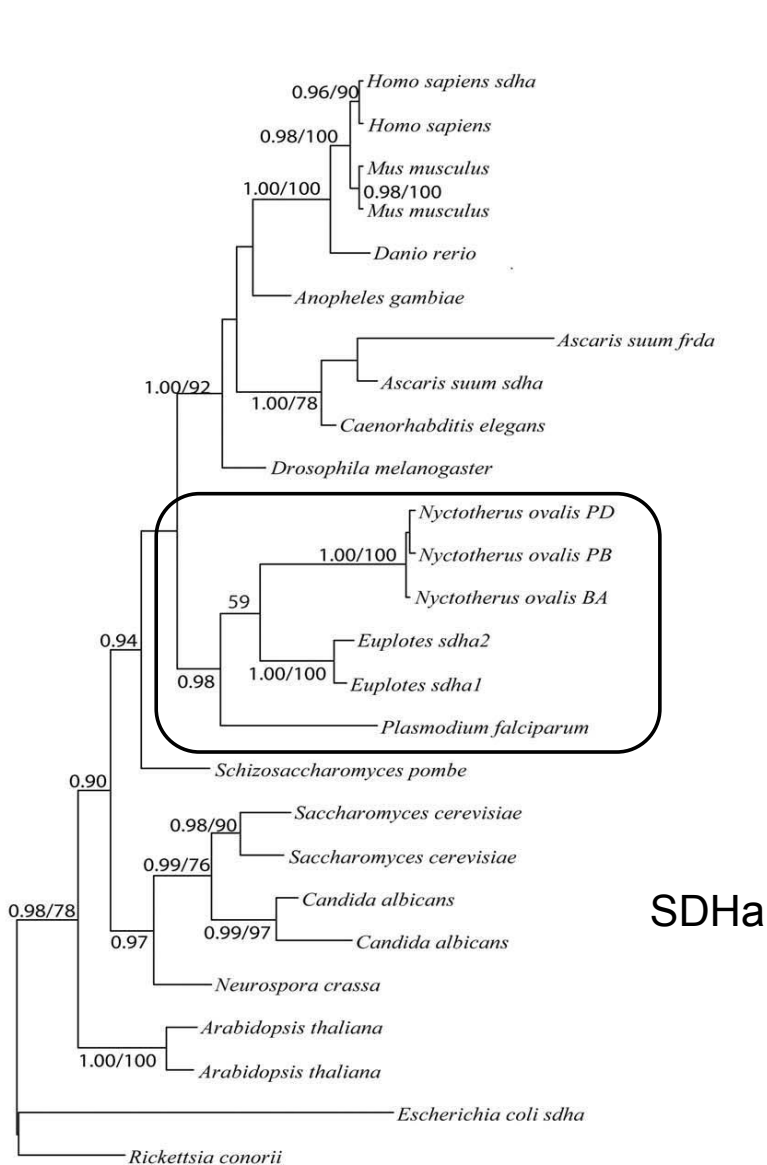 0.96/90
Homo sapiens sdha
Homo sapiens
0.98/100
Mus musculus
0.98/100
1.00/100
Mus musculus
Danio rerio
Anopheles gambiae
Ascaris suum frda
Ascaris suum sdha
1.00/92
1.00/78
Caenorhabditis elegans
Drosophila melanogaster
Nyctotherus ovalis PD
1.00/100
Nyctotherus ovalis PB
59
Nyctotherus ovalis BA
0.94
Euplotes sdha2
1.00/100
0.98
Euplotes sdha1
Plasmodium falciparum
Schizosaccharomyces pombe
0.90
Saccharomyces cerevisiae
0.98/90
Saccharomyces cerevisiae
0.99/76
Candida albicans
0.98/78
SDHa
0.99/97
0.97
Candida albicans
Neurospora crassa
Arabidopsis thaliana
1.00/100
Arabidopsis thaliana
Escherichia coli sdha
Rickettsia conorii